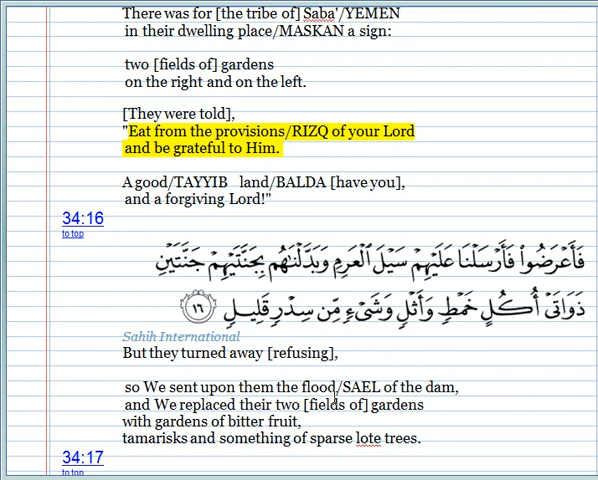 There was for [the tribe of] Saba'/YEMEN
in their dwelling place/MASKAN a sign:
two [fields of] gardens
on the right and on the left.
[They were told],
"Eat from the provisions/RIZQ of your Lord
and be grateful to Him.
A good/TAYYIB land/BALDA [have you],
and a forgiving Lord!"
34:16
to top
فَأَعْرَضُوا۟ فَأَرْسَلْنَا عَلَيْهِمْ سَيْلَ ٱلْعَرِمِ وَبَدَّلْنَـٰهُم بِجَنَّتَيْهِمْ جَنَّتَيْنِ
ذَوَاتَىْ أُكُلٍ خَمْطٍ وَأَثْلٍ وَشَىْءٍ مِّن سِدْرٍ قَلِيلٍ ١٦
Sahih International
But they turned away [refusing],
so We sent upon them the flood/SAEL of the dam,
and We replaced their two [fields of] gardens
with gardens of bitter fruit,
tamarisks and something of sparse lote trees.
34:17
to top